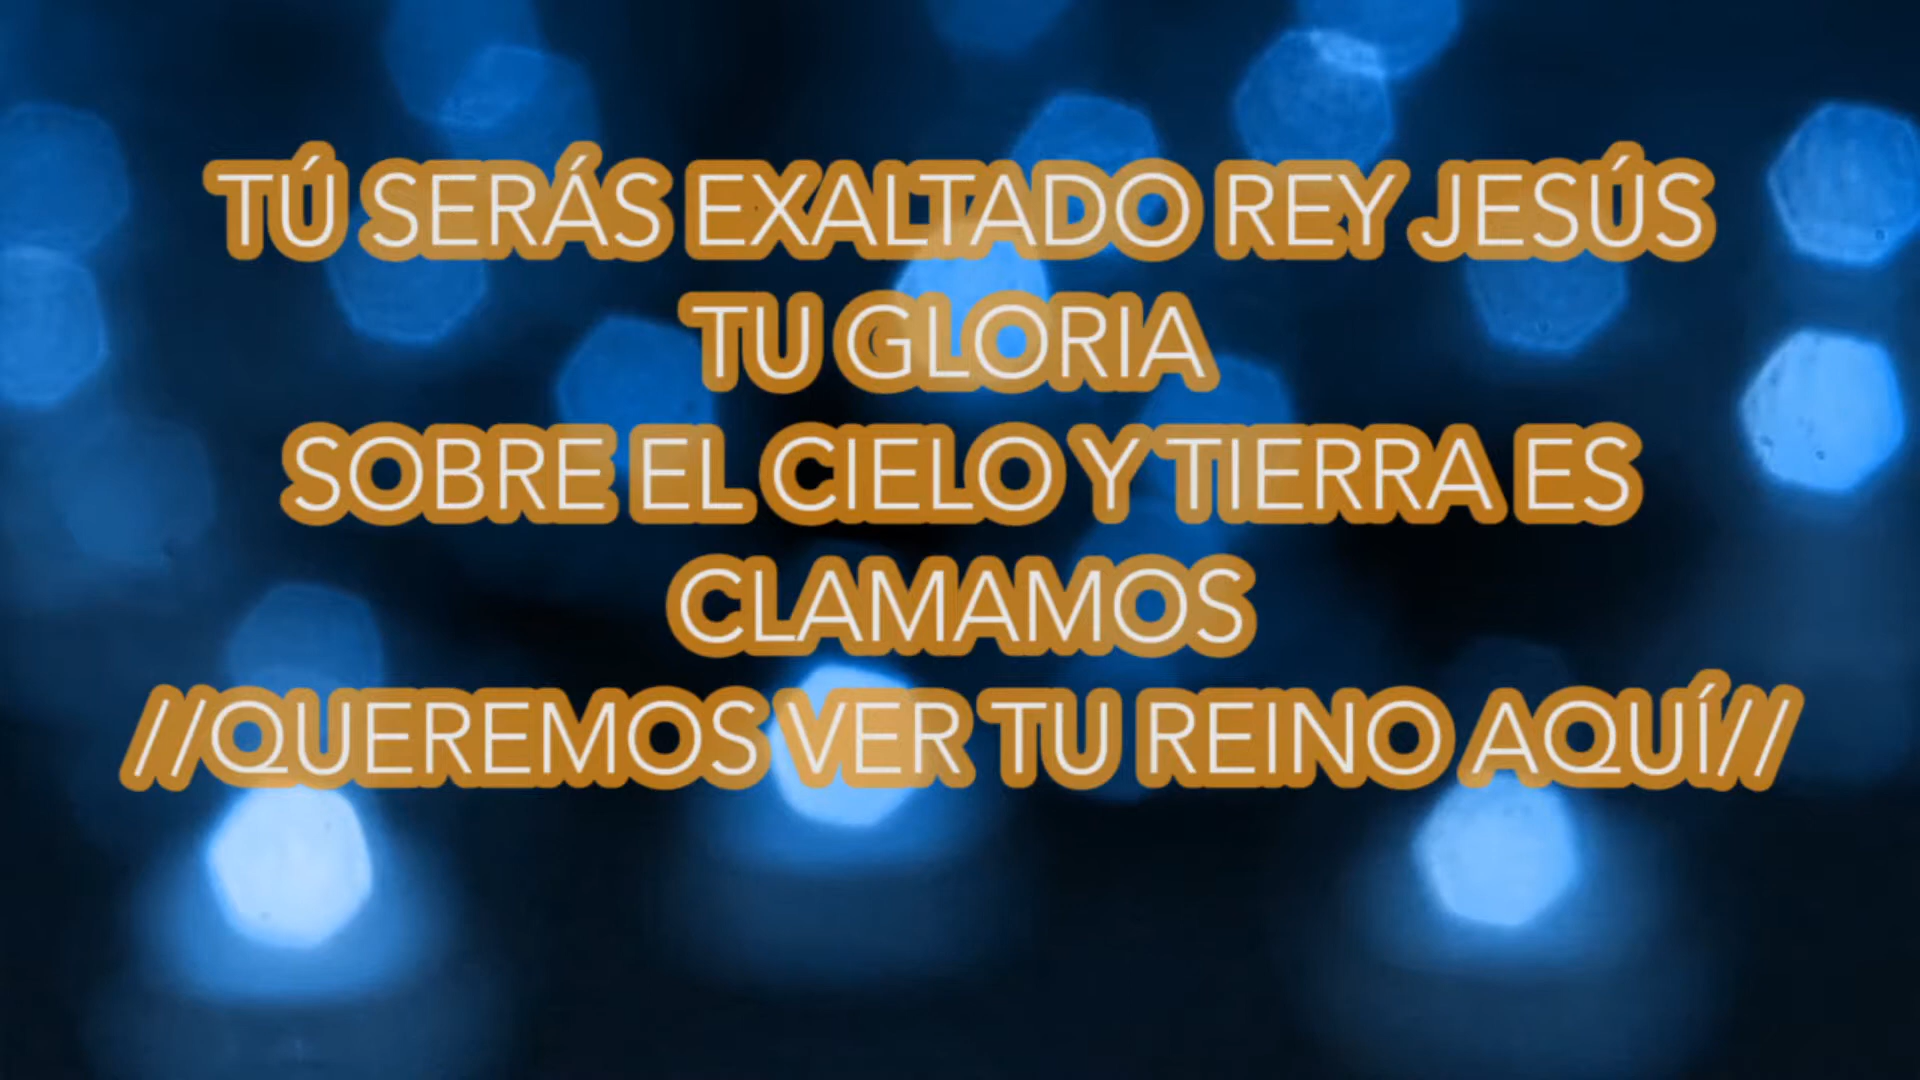 TÚ SERÁS EXALTADO REY JESÚS
TU GLORIA
SOBRE EL CIELO Y TIERRA ES
CLAMAMOS
//QUEREMOS VER TU REINO AQUÍ//